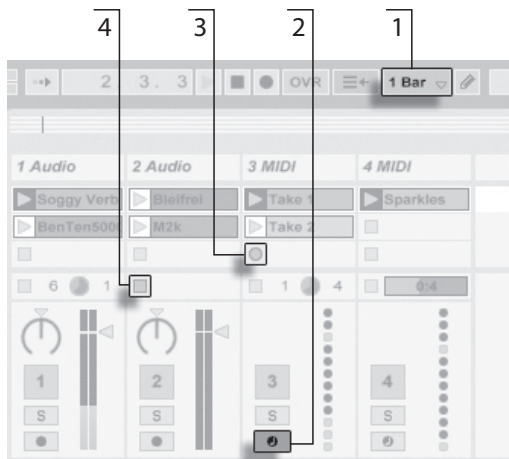 4 3 2 1
2 3. 3 OVR 1 Bar
1 Audio 2 Audio 3 MIDI 4 MIDI
Soggy Verb Bleifrei Take 1 Sparkles
BenTen5000 M2k Take 2
6 1 1 4 0:4
1 2 3 4
S S S S